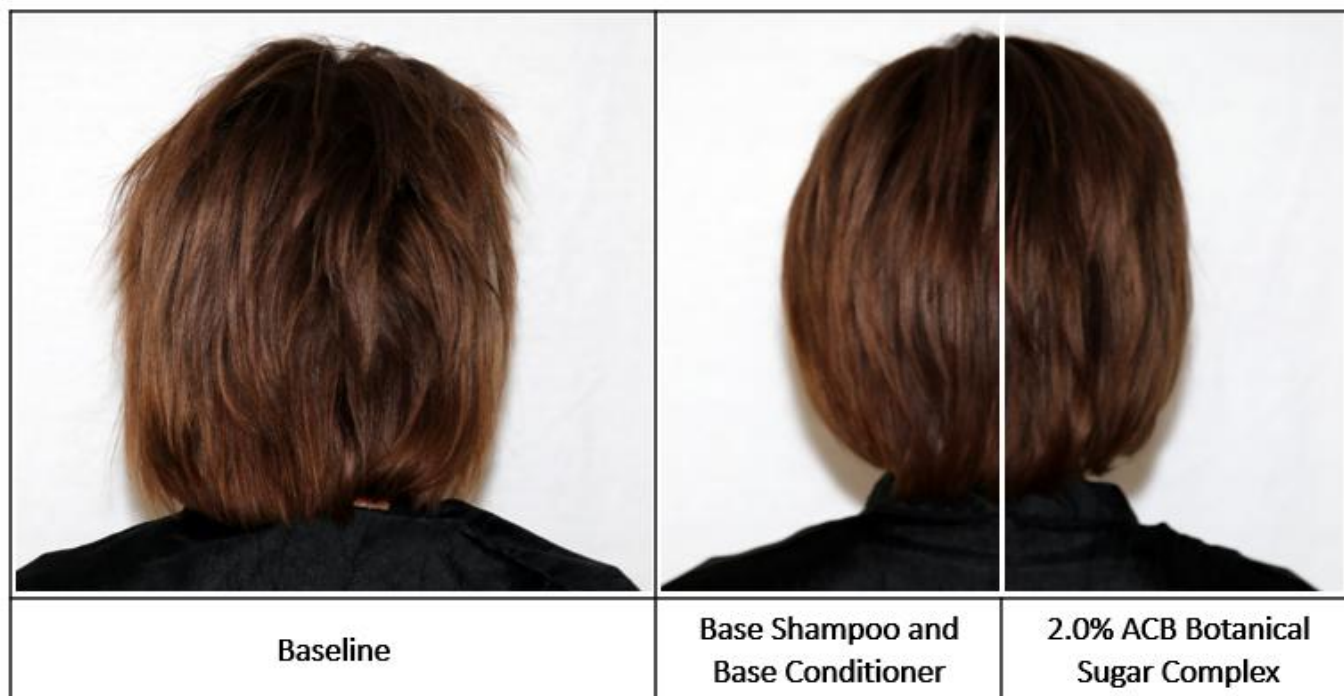 Baseline
Base Shampoo and
Base Conditioner
2.0% ACB Botanical
Sugar Complex